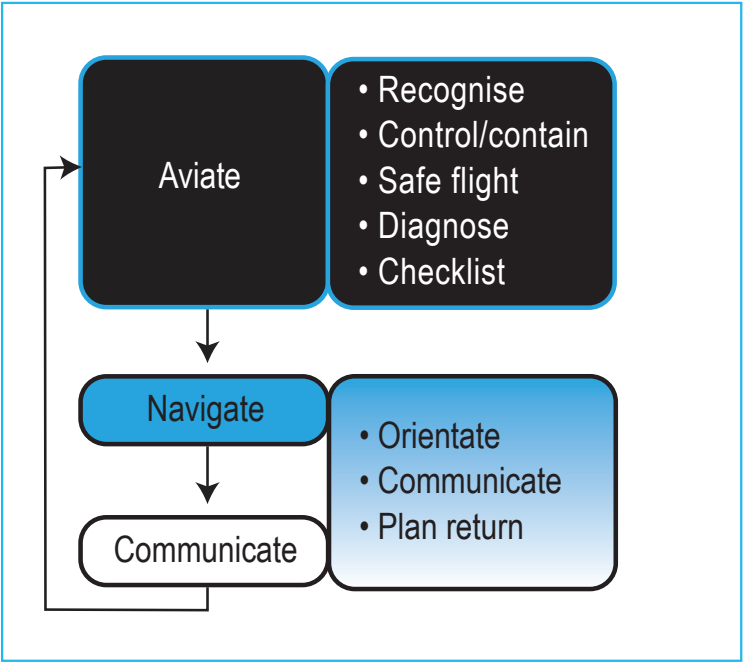 Aviate
• Recognise
• Control/contain
• Safe flight
• Diagnose
• Checklist
Navigate
Communicate
• Orientate
• Communicate
• Plan return